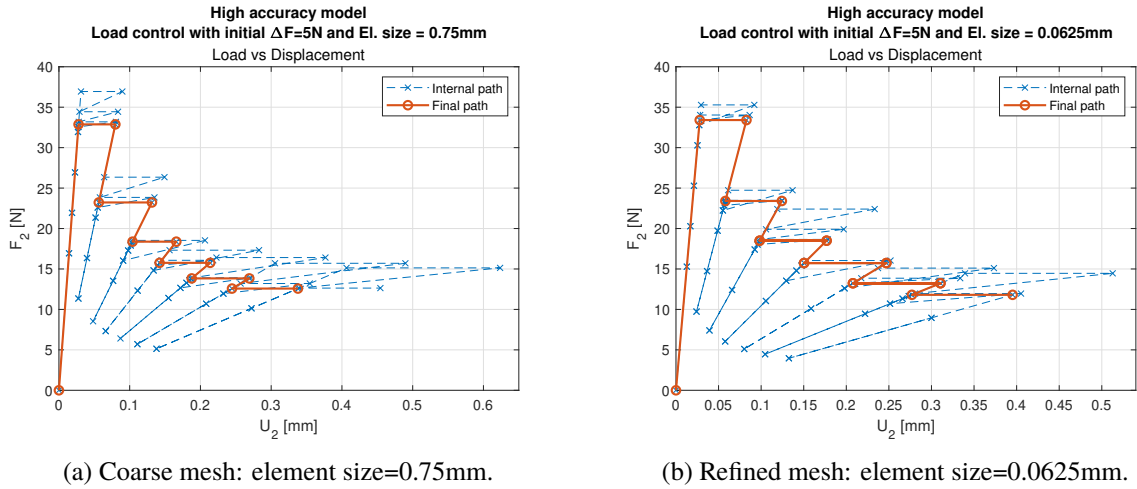 High accuracy model
Load control with initial ΔF=5N and El. size = 0.75mm
Load vs Displacement
40
35
30
25
20
15
10
5
0
F2 [N]
Internal path
Final path
0 0.1 0.2 0.3 0.4 0.5 0.6
U2 [mm]
(a) Coarse mesh: element size=0.75mm.
High accuracy model
Load control with initial ΔF=5N and El. size = 0.0625mm
Load vs Displacement
40
35
30
25
20
15
10
5
0
F2 [N]
Internal path
Final path
0 0.05 0.1 0.15 0.2 0.25 0.3 0.35 0.4 0.45 0.5
U2 [mm]
(b) Refined mesh: element size=0.0625mm.